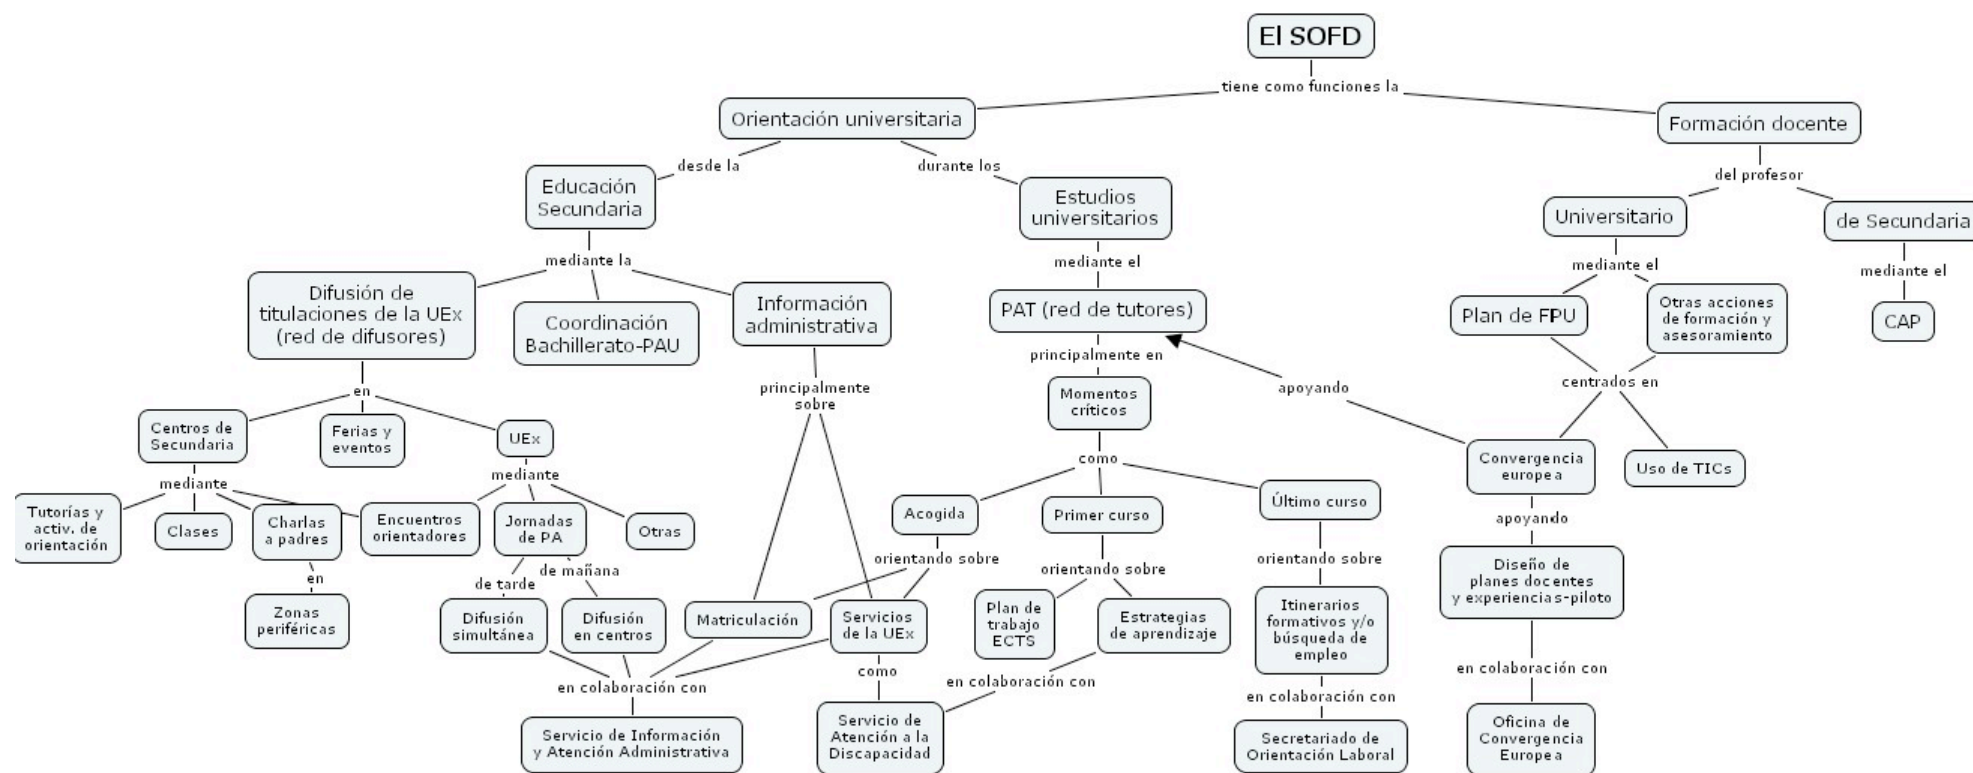 El SOFD
tiene como funciones la
Orientación universitaria
Formación docente
desde la
durante los
del profesor
Educación
Secundaria
Estudios
universitarios
Universitario
de Secundaria
mediante la
mediante el
mediante el
mediante el
Difusión de
titulaciones de la UEx
(red de difusores)
Coordinación
Bachillerato-PAU
Información
administrativa
PAT (red de tutores)
Plan de FPU
Otras acciones
de formación y
asesoramiento
CAP
en
principalmente
sobre
principalmente en
apoyando
centrados en
Centros de
Secundaria
Ferias y
eventos
UEx
Momentos
críticos
Convergencia
europea
Uso de TICs
mediante
mediante
como
Tutorías y
activ. de
orientación
Clases
Charlas
a padres
Encuentros
orientadores
Jornadas
de PA
Otras
Acogida
Primer curso
Último curso
apoyando
en
de tarde
de mañana
orientando sobre
orientando sobre
orientando sobre
Zonas
periféricas
Difusión
simultánea
Difusión
en centros
Matriculación
Servicios
de la UEx
Plan de
trabajo
ECTS
Estrategias
de aprendizaje
Itinerarios
formativos y/o
búsqueda de
empleo
Diseño de
planes docentes
y experiencias-piloto
en colaboración con
como
en colaboración con
en colaboración con
en colaboración con
Servicio de Información
y Atención Administrativa
Servicio de
Atención a la
Discapacidad
Secretariado de
Orientación Laboral
Oficina de
Convergencia
Europea